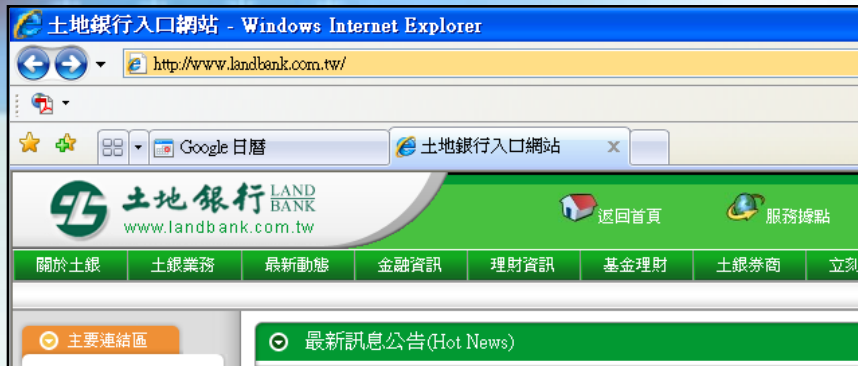 土地銀行入口網站 - Windows Internet Explorer
http://www.landbank.com.tw/
Google 日曆 土地銀行入口網站
土地銀行 LAND BANK 返回首頁 服務據點
www.landbank.com.tw
關於土銀 土銀業務 最新動態 金融資訊 理財資訊 基金理財 土銀券商 立刻
主要連結區 最新訊息公告(Hot News)